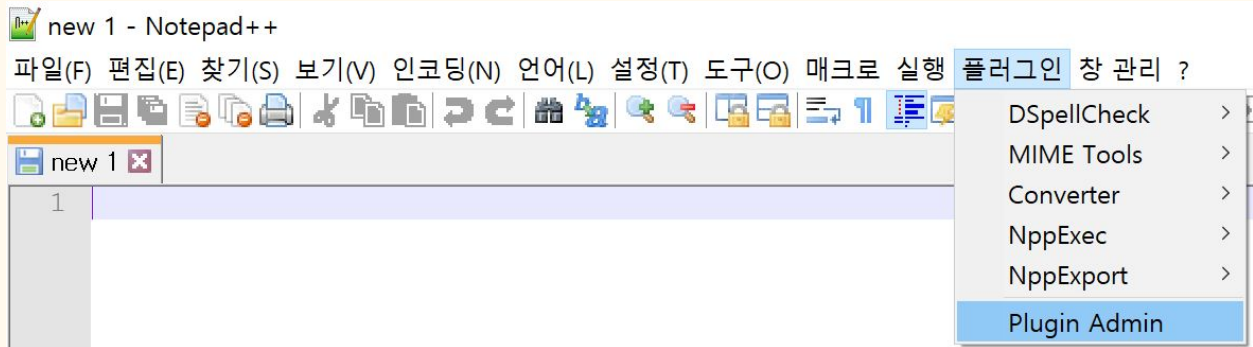 new 1 - Notepad++
파일(F) 편집(E) 찾기(S) 보기(V) 인코딩(N) 언어(L) 설정(T) 도구(O) 매크로 실행 플러그인 창 관리 ?
new 1
1
DSpellCheck
MIME Tools
Converter
NppExec
NppExport
Plugin Admin